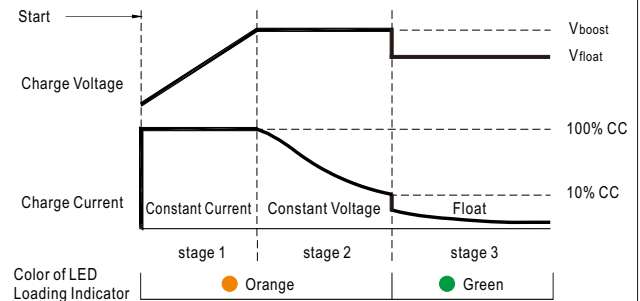 Start
Vboost
Vfloat
Charge Voltage
100% CC
10% CC
Charge Current
Constant Current
Constant Voltage
Float
stage 1
stage 2
stage 3
Color of LED
Loading Indicator
Orange
Green